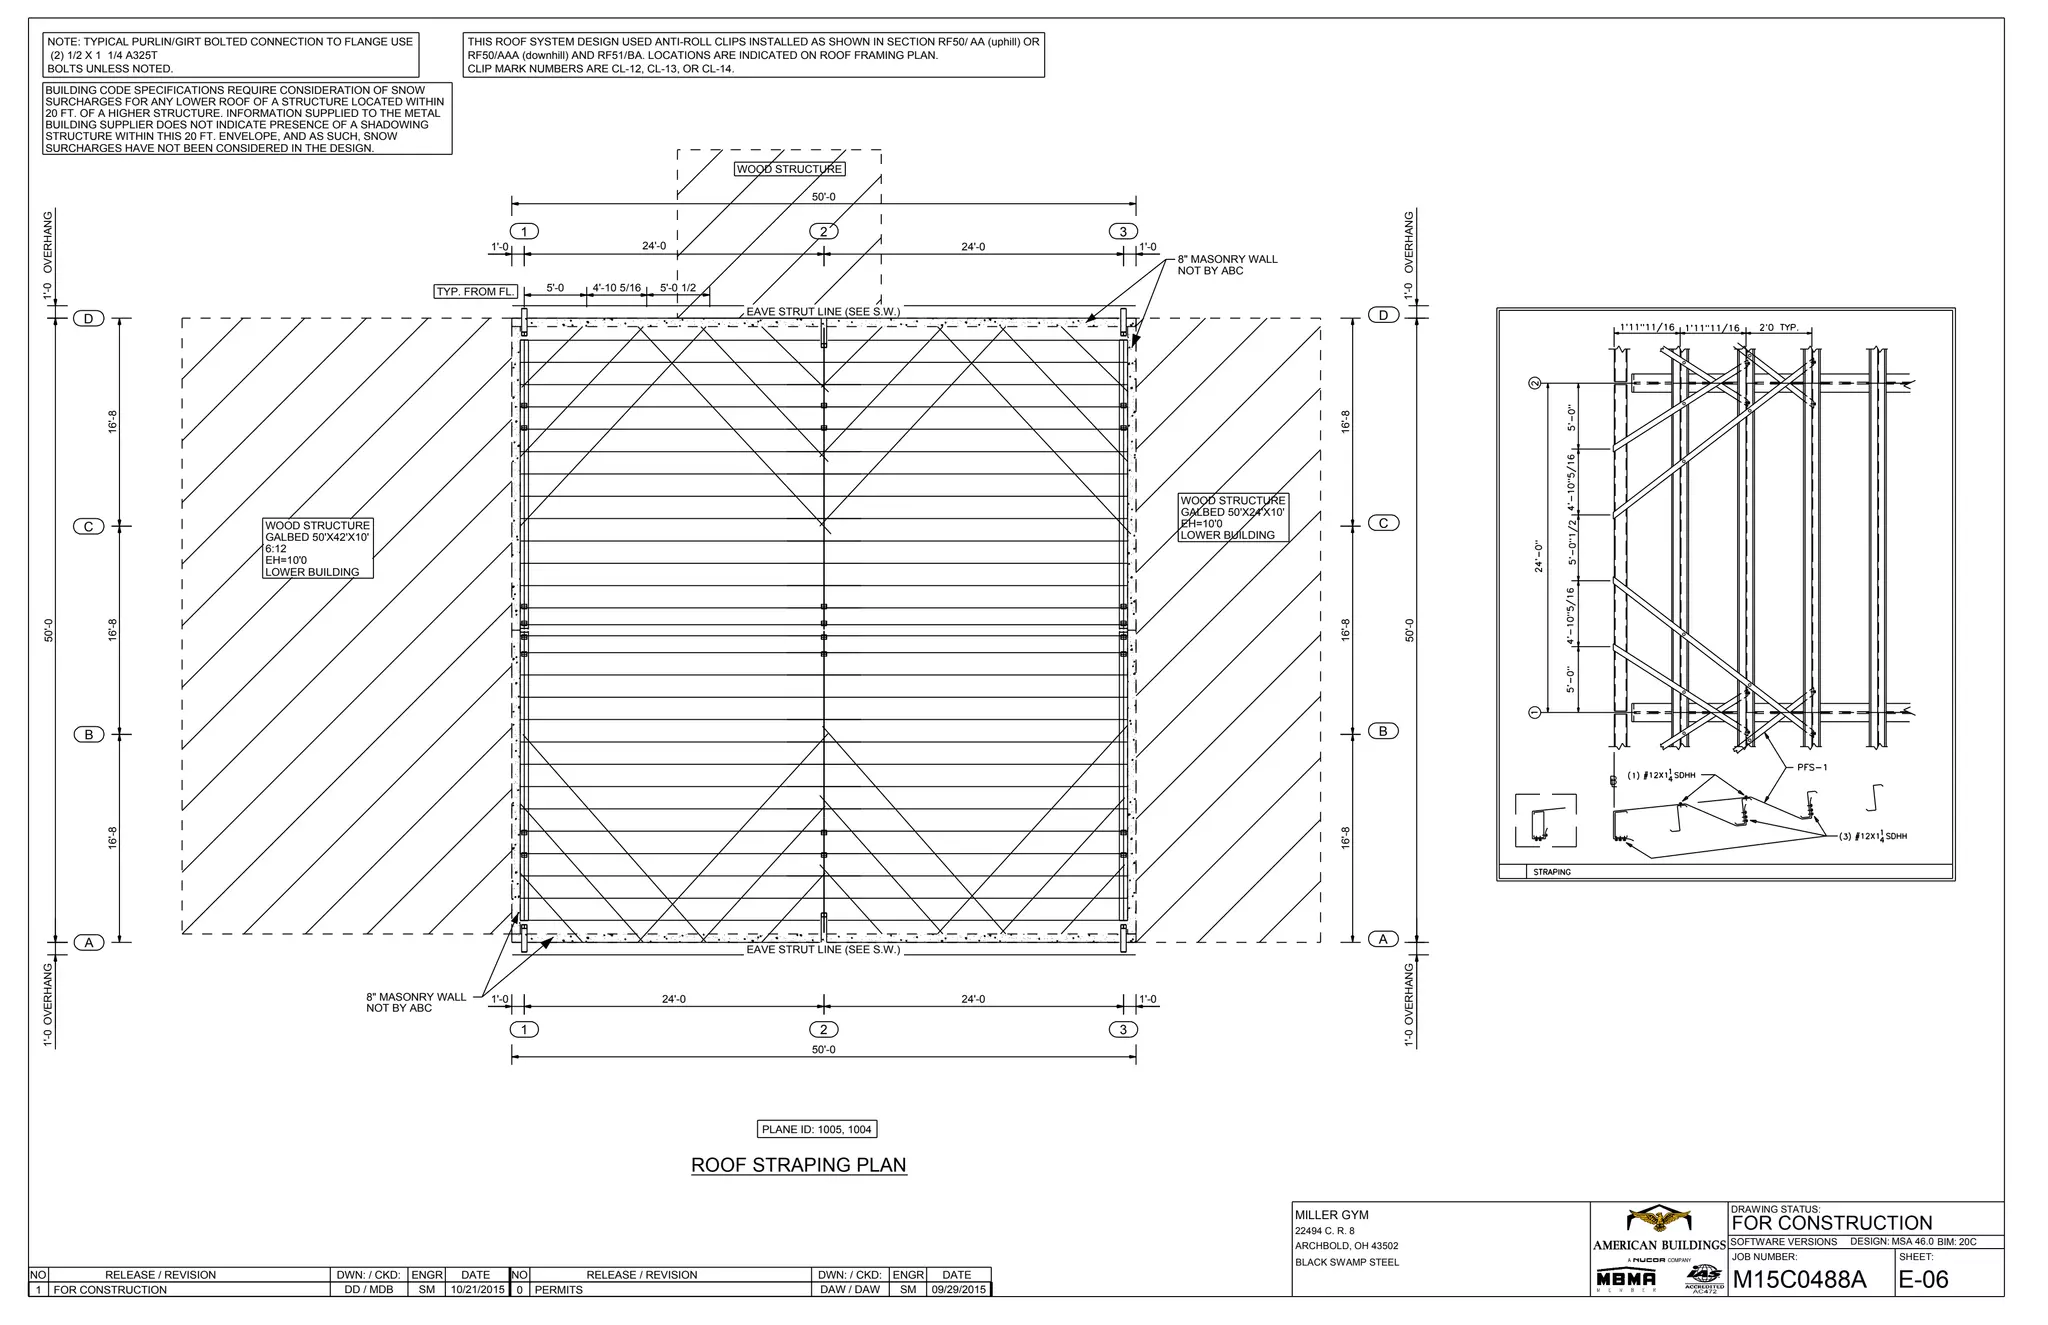 NOTE: TYPICAL PURLIN/GIRT BOLTED CONNECTION TO FLANGE USE
(2) 1/2 X 1 1/4 A325T
BOLTS UNLESS NOTED.
THIS ROOF SYSTEM DESIGN USED ANTI-ROLL CLIPS INSTALLED AS SHOWN IN SECTION RF50/ AA (uphill) OR
RF50/AAA (downhill) AND RF51/BA. LOCATIONS ARE INDICATED ON ROOF FRAMING PLAN.
CLIP MARK NUMBERS ARE CL-12, CL-13, OR CL-14.
BUILDING CODE SPECIFICATIONS REQUIRE CONSIDERATION OF SNOW
SURCHARGES FOR ANY LOWER ROOF OF A STRUCTURE LOCATED WITHIN
20 FT. OF A HIGHER STRUCTURE. INFORMATION SUPPLIED TO THE METAL
BUILDING SUPPLIER DOES NOT INDICATE PRESENCE OF A SHADOWING
STRUCTURE WITHIN THIS 20 FT. ENVELOPE, AND AS SUCH, SNOW
SURCHARGES HAVE NOT BEEN CONSIDERED IN THE DESIGN.
WOOD STRUCTURE
50'-0
1
2
3
1'-0
24'-0
24'-0
1'-0
8" MASONRY WALL
NOT BY ABC
TYP. FROM FL.
5'-0
4'-10 5/16
5'-0 1/2
EAVE STRUT LINE (SEE S.W.)
1'-0 OVERHANG
D
16'-8
C
16'-8
B
16'-8
A
50'-0
1'-0 OVERHANG
WOOD STRUCTURE
GALBED 50'X42'X10'
6:12
EH=10'0
LOWER BUILDING
WOOD STRUCTURE
GALBED 50'X24'X10'
EH=10'0
LOWER BUILDING
1'-0 OVERHANG
D
16'-8
C
16'-8
B
16'-8
A
50'-0
1'-0 OVERHANG
EAVE STRUT LINE (SEE S.W.)
8" MASONRY WALL
NOT BY ABC
1'-0
24'-0
24'-0
1'-0
1
2
3
50'-0
PLANE ID: 1005, 1004
ROOF STRAPING PLAN
1'11"11/16
1'11"11/16
2'0 TYP.
2
5'-0"
4'-10"5/16
5'-0"1/2
4'-10"5/16
5'-0"
24'-0"
1
PFS-1
(1) #12X1 1/4 SDHH
(3) #12X1 1/4 SDHH
STRAPING
MILLER GYM
22494 C. R. 8
ARCHBOLD, OH 43502
BLACK SWAMP STEEL
AMERICAN BUILDINGS
A NUCOR COMPANY
MBMA
MEMBER
IAS
ACCREDITED
AC472
DRAWING STATUS:
FOR CONSTRUCTION
SOFTWARE VERSIONS DESIGN: MSA 46.0 BIM: 20C
JOB NUMBER:
M15C0488A
SHEET:
E-06
NO RELEASE / REVISION DWN: / CKD: ENGR DATE NO RELEASE / REVISION DWN: / CKD: ENGR DATE
1 FOR CONSTRUCTION DD / MDB SM 10/21/2015 0 PERMITS DAW / DAW SM 09/29/2015